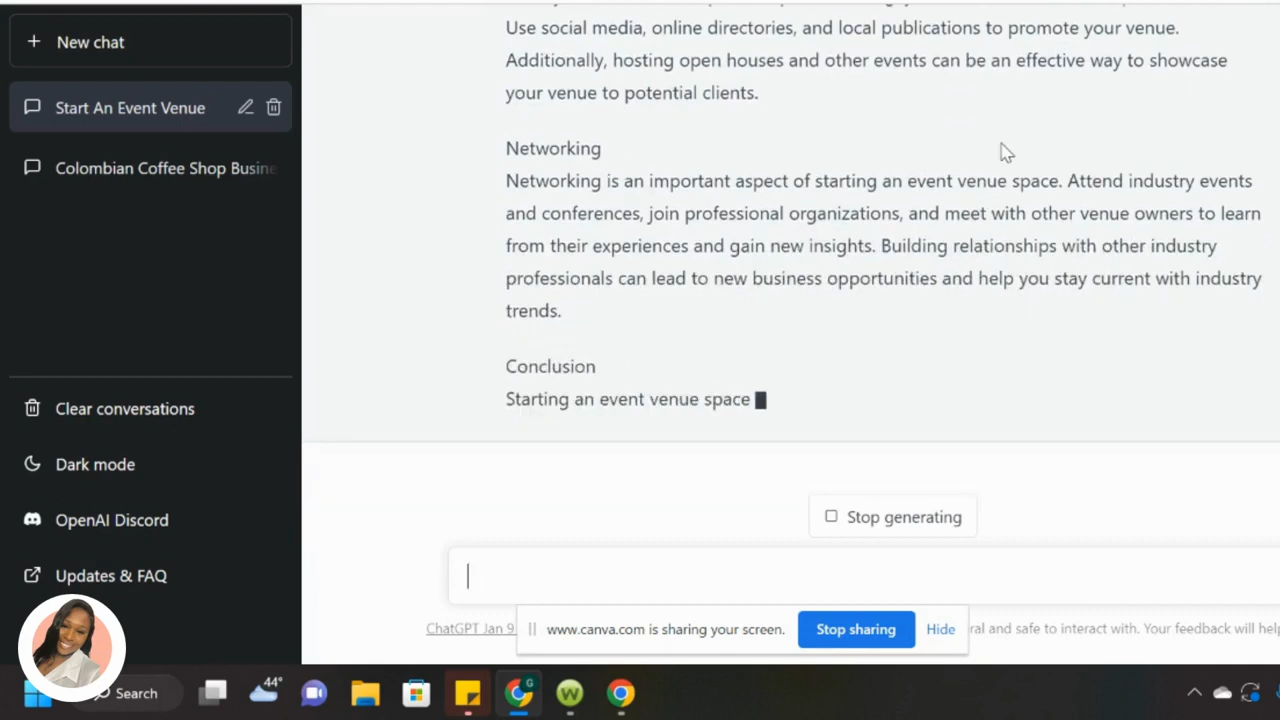 New chat
Start An Event Venue
Colombian Coffee Shop Busine
Clear conversations
Dark mode
OpenAI Discord
Updates & FAQ
Use social media, online directories, and local publications to promote your venue.
Additionally, hosting open houses and other events can be an effective way to showcase
your venue to potential clients.
Networking
Networking is an important aspect of starting an event venue space. Attend industry events
and conferences, join professional organizations, and meet with other venue owners to learn
from their experiences and gain new insights. Building relationships with other industry
professionals can lead to new business opportunities and help you stay current with industry
trends.
Conclusion
Starting an event venue space
Stop generating
ChatGPT Jan 9
www.canva.com is sharing your screen.
Stop sharing
Hide
ral and safe to interact with. Your feedback will help
Search
44°